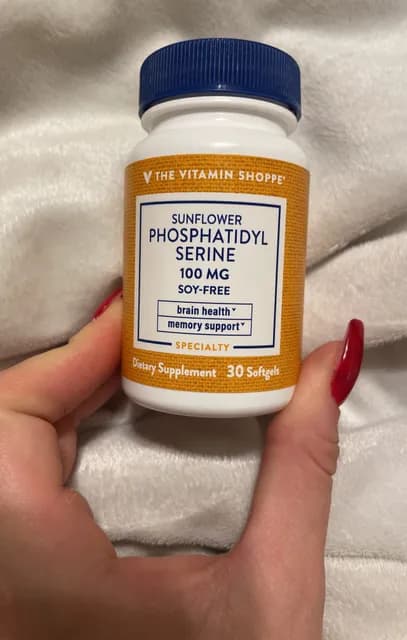 THE VITAMIN SHOPPE
SUNFLOWER
PHOSPHATIDYL
SERINE
100 MG
SOY-FREE
brain health
memory support
SPECIALTY
Dietary Supplement 30 Softgels